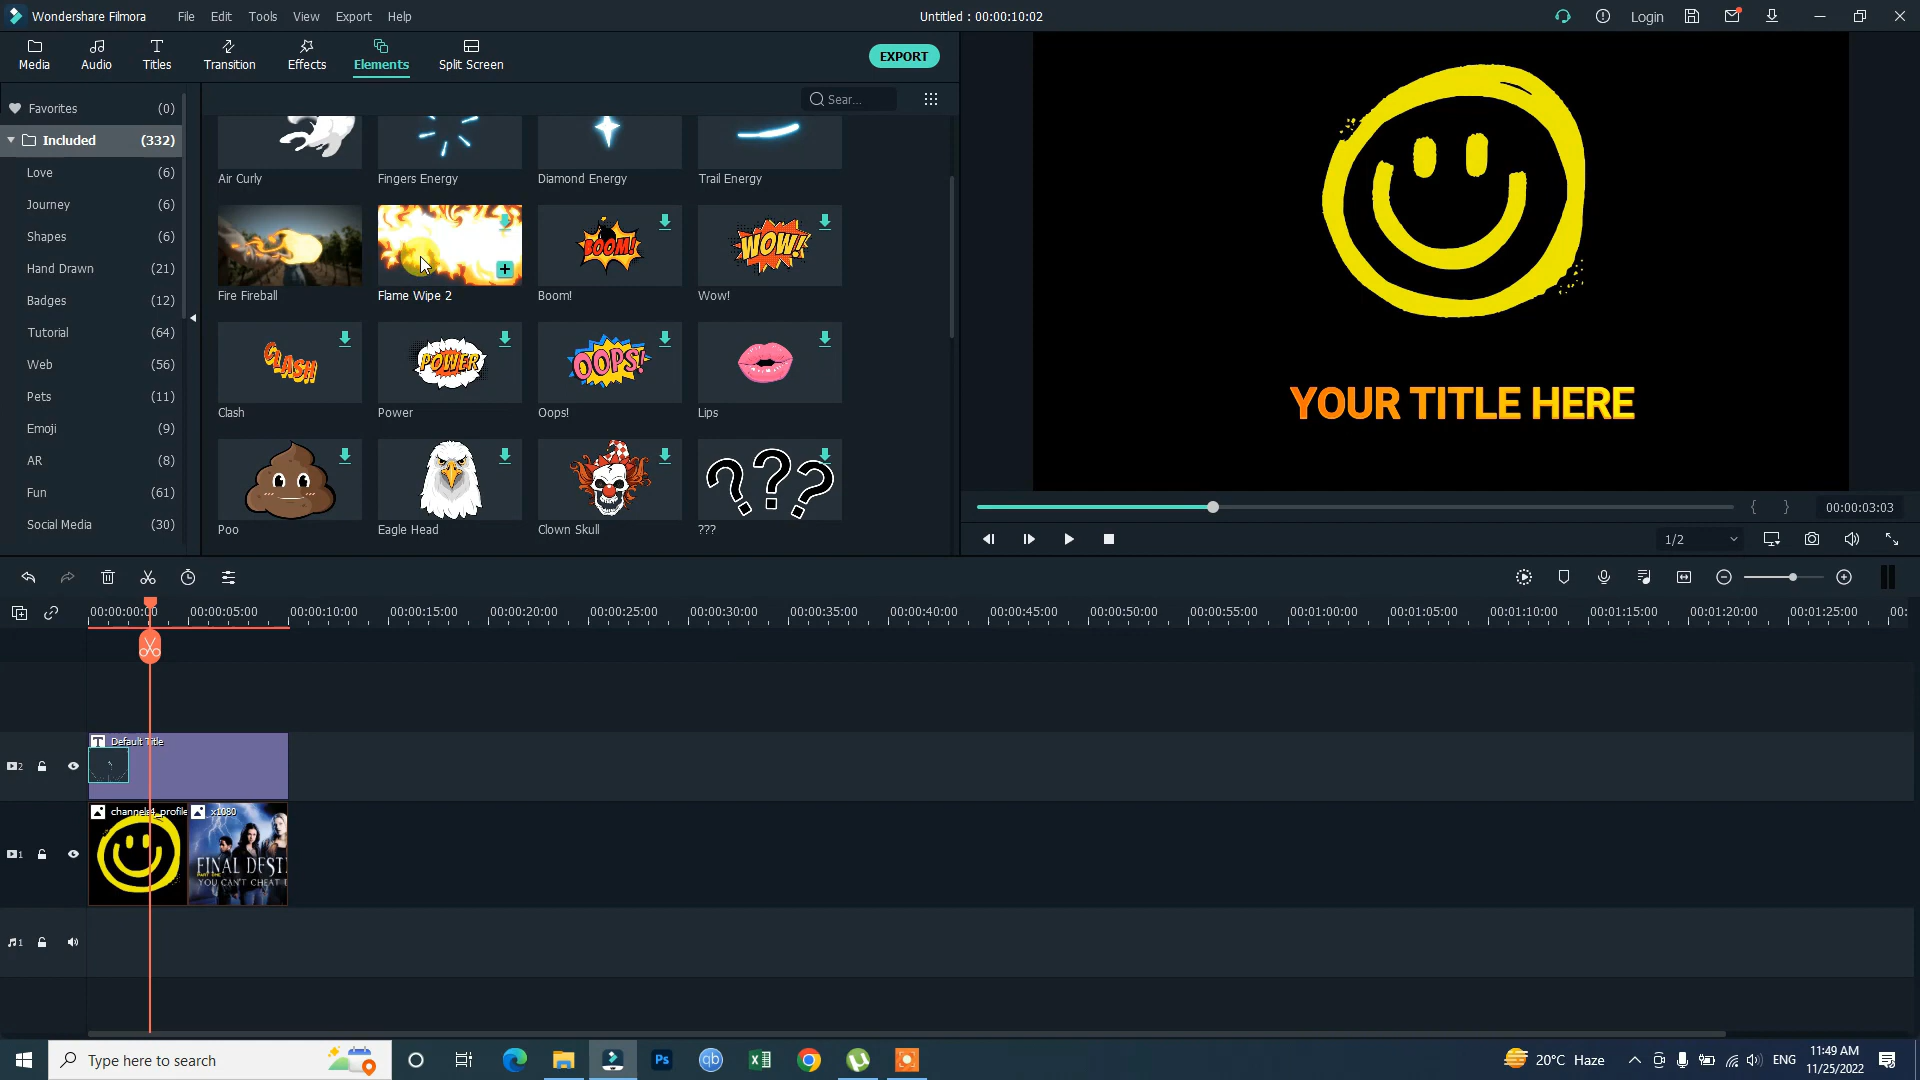 Wondershare Filmora File Edit Tools View Export Help Untitled : 00:00:10:02 Login
Media Audio Titles Transition Effects Elements Split Screen EXPORT
Favorites (0) Sear...
Included (332)
Love (6)
Journey (6)
Shapes (6)
Hand Drawn (21)
Badges (12)
Tutorial (64)
Web (56)
Pets (11)
Emoji (9)
AR (8)
Fun (61)
Social Media (30)
Air Curly Fingers Energy Diamond Energy Trail Energy
BOOM! WOW!
Fire Fireball Flame Wipe 2 Boom! Wow!
CLASH POWER OOPS!
Clash Power Oops! Lips
???
Poo Eagle Head Clown Skull ???
YOUR TITLE HERE
00:00:03:03
1/2
00:00:00:00 00:00:05:00 00:00:10:00 00:00:15:00 00:00:20:00 00:00:25:00 00:00:30:00 00:00:35:00 00:00:40:00 00:00:45:00 00:00:50:00 00:00:55:00 00:01:00:00 00:01:05:00 00:01:10:00 00:01:15:00 00:01:20:00 00:01:25:00 00:
T Default Title
2
channels4_profile x1080
1
FINAL DESTI
YOU CAN'T CHEAT D
1
Type here to search Ps qb 20°C Haze ENG 11:49 AM
11/25/2022